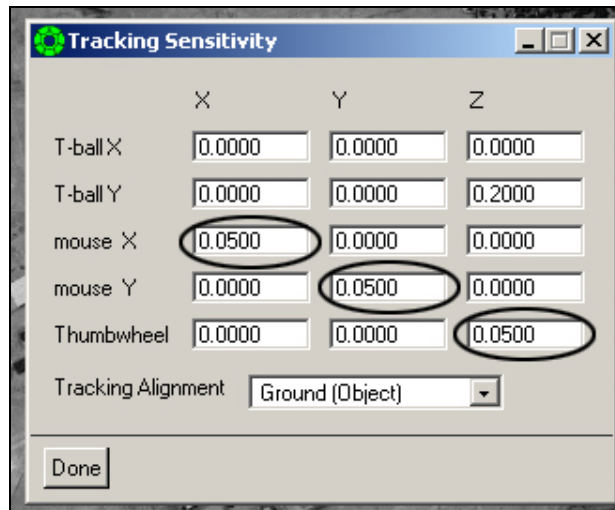 Tracking Sensitivity
X Y Z
T-ball X 0.0000 0.0000 0.0000
T-ball Y 0.0000 0.0000 0.2000
mouse X 0.0500 0.0000 0.0000
mouse Y 0.0000 0.0500 0.0000
Thumbwheel 0.0000 0.0000 0.0500
Tracking Alignment Ground (Object)
Done